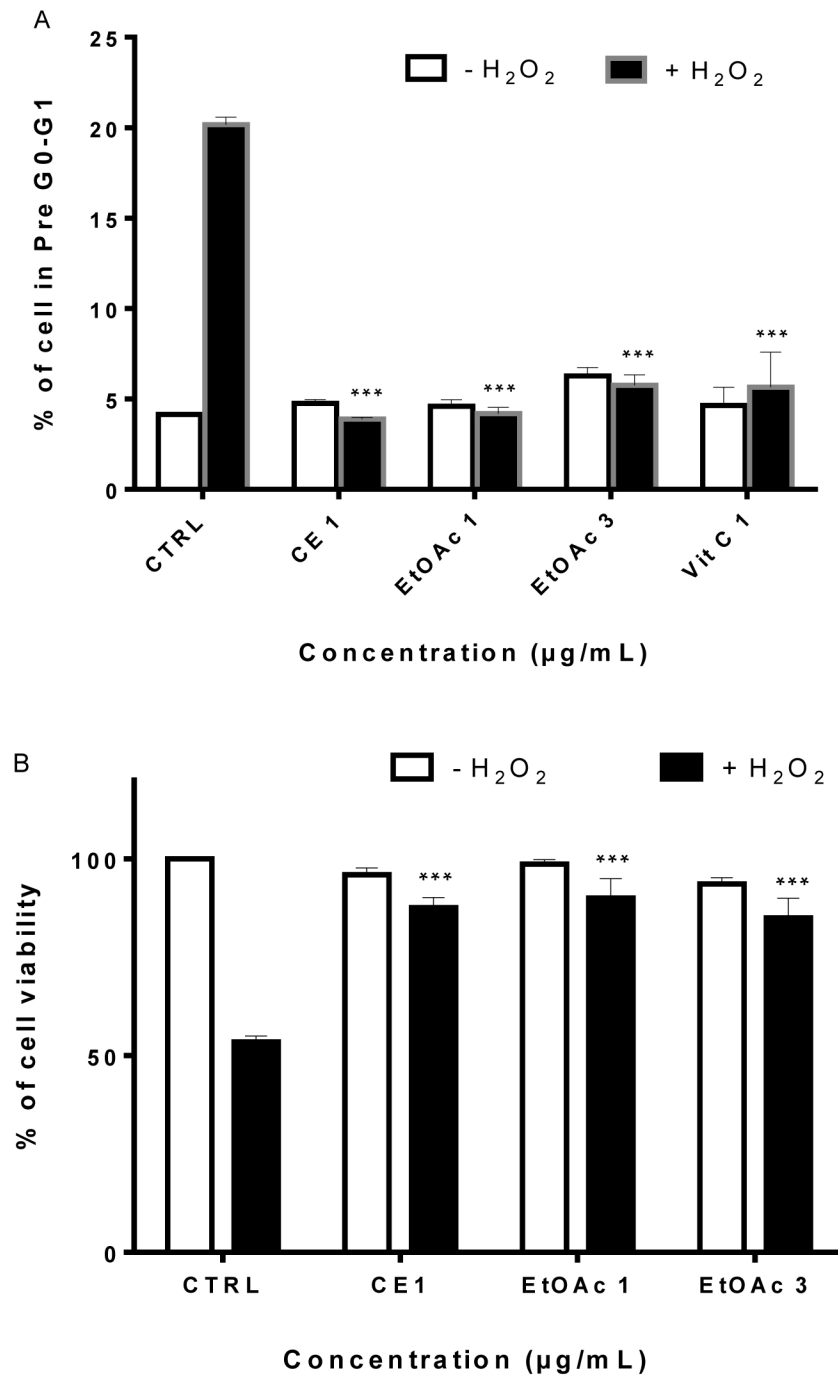 A
- H₂O₂ + H₂O₂
% of cell in Pre G0-G1
25
20
15
10
5
0
***
***
***
***
CTRL
CE 1
EtOAc 1
EtOAc 3
Vit C 1
Concentration (µg/mL)
B
- H₂O₂ + H₂O₂
% of cell viability
100
50
0
***
***
***
CTRL CE1 EtOAc 1 EtOAc 3
Concentration (µg/mL)